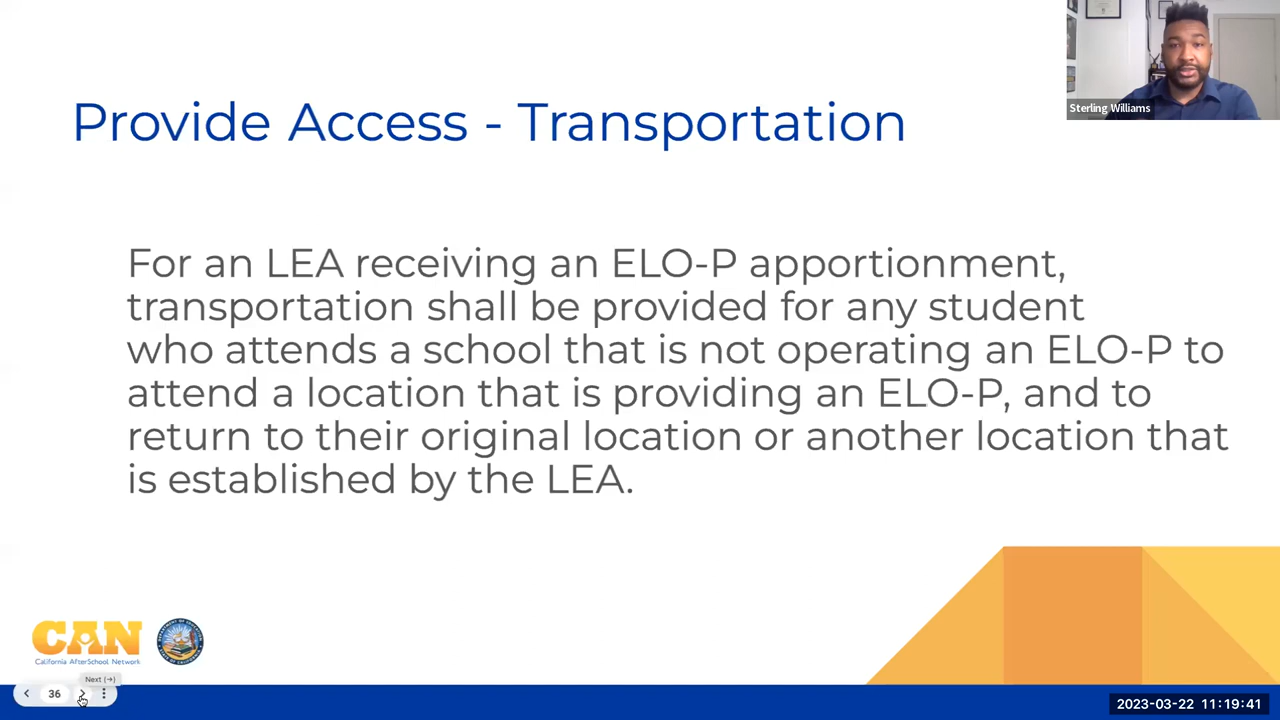 Sterling Williams
Provide Access - Transportation
For an LEA receiving an ELO-P apportionment,
transportation shall be provided for any student
who attends a school that is not operating an ELO-P to
attend a location that is providing an ELO-P, and to
return to their original location or another location that
is established by the LEA.
CAN
California AfterSchool Network
Next (→)
36
2023-03-22 11:19:41